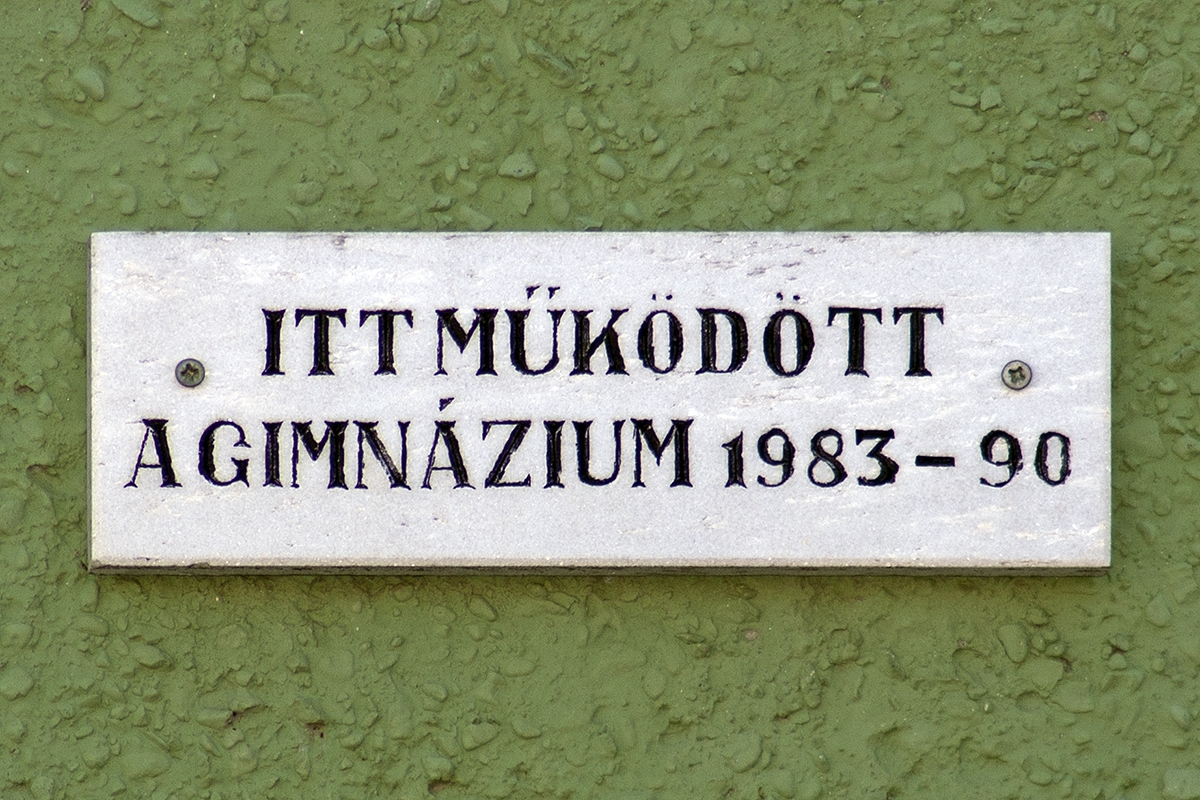 ITT MŰKÖDÖTT
A GIMNÁZIUM 1983 - 90